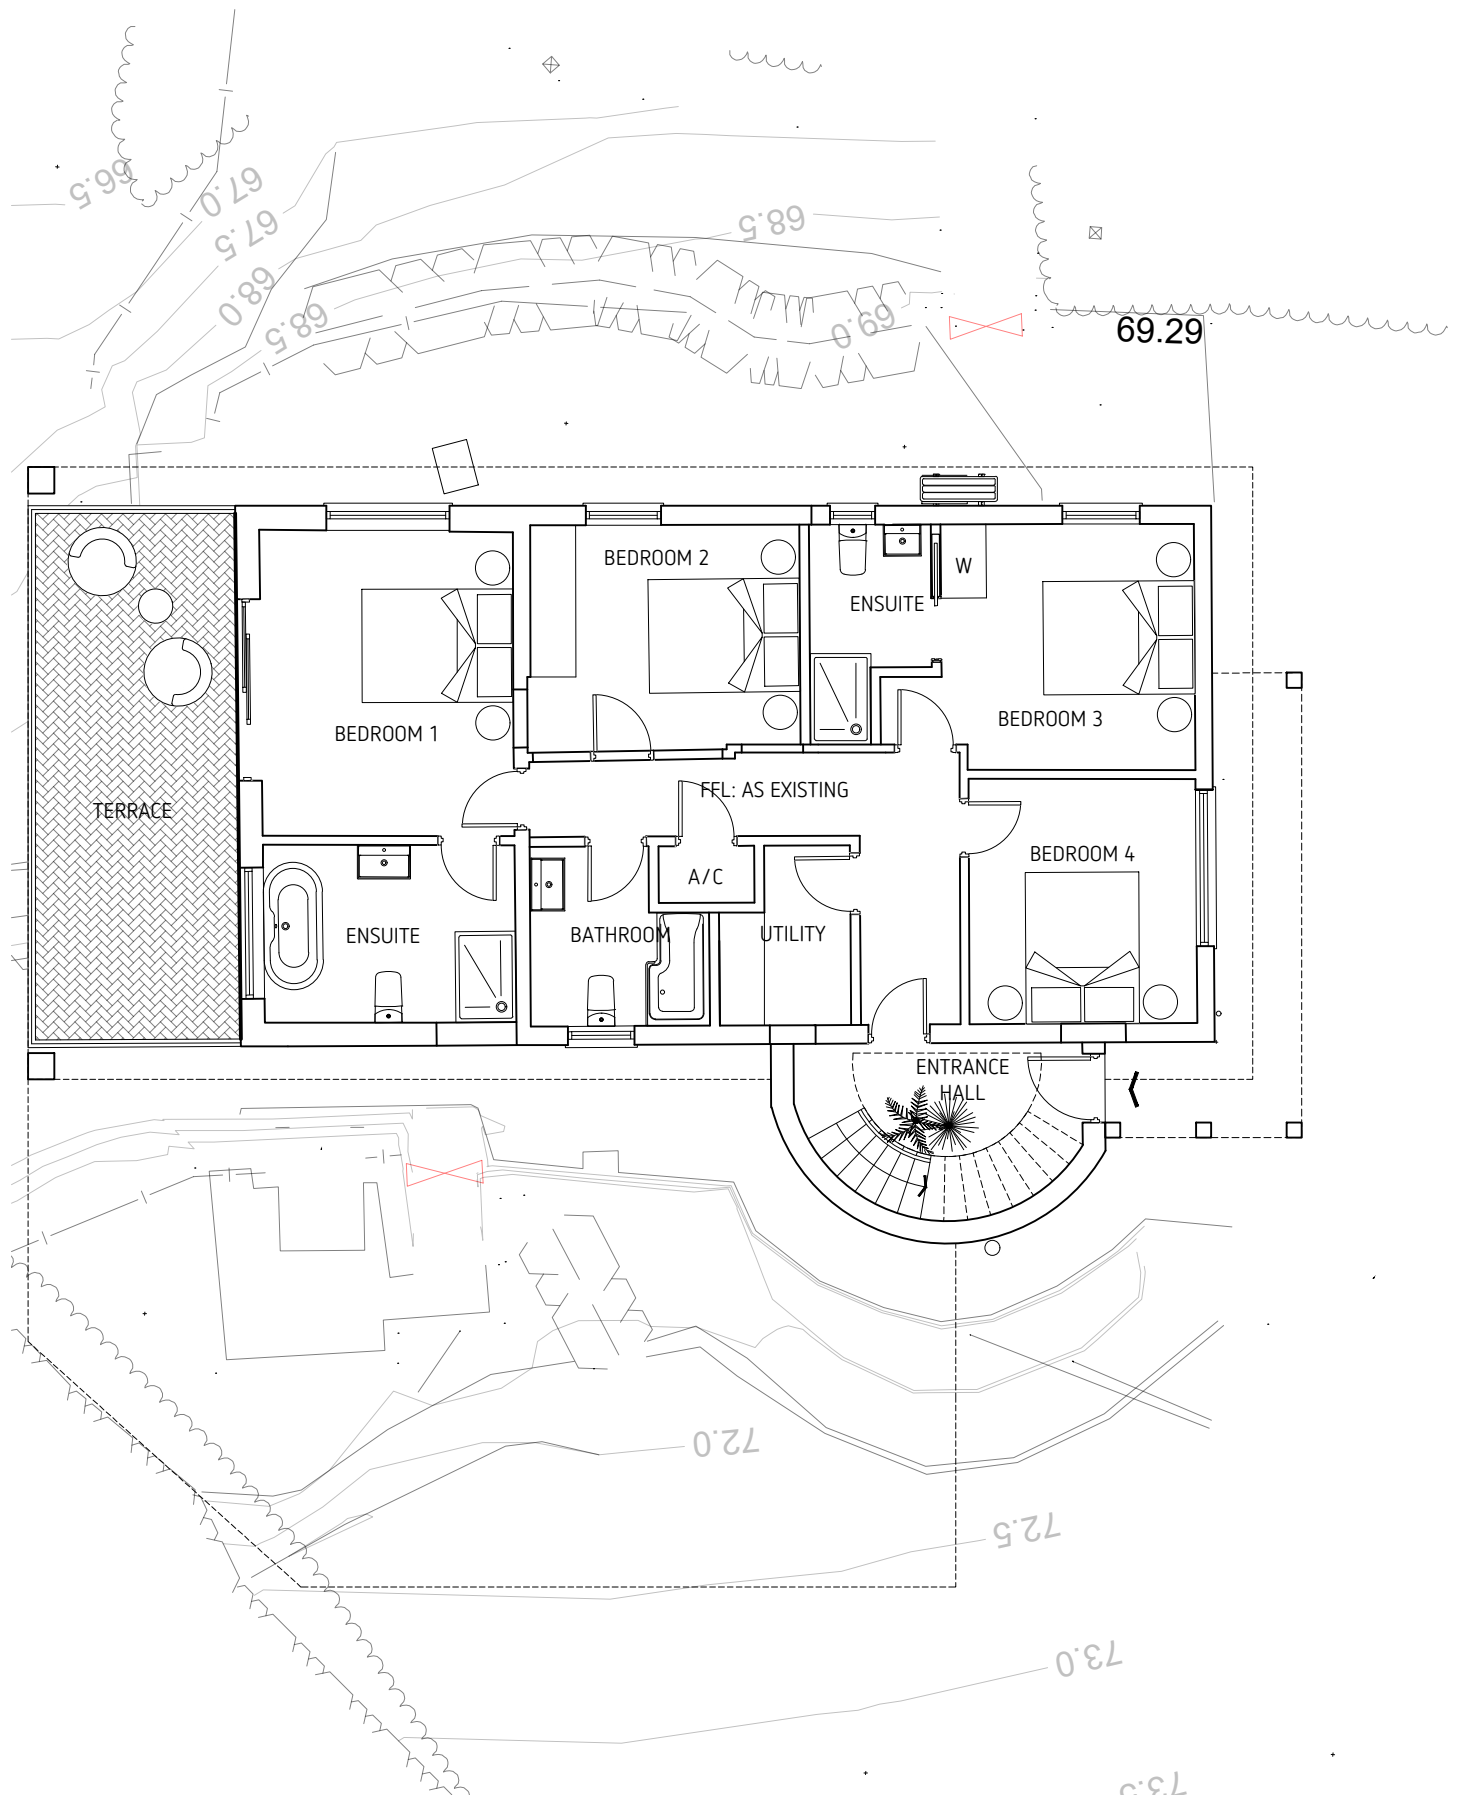 66.5
67.0
67.5
68.0
68.5
68.5
69.0
69.29
BEDROOM 2
W
ENSUITE
BEDROOM 3
BEDROOM 1
FFL: AS EXISTING
TERRACE
BEDROOM 4
A/C
ENSUITE
BATHROOM
UTILITY
ENTRANCE
HALL
72.0
72.5
73.0
73.5